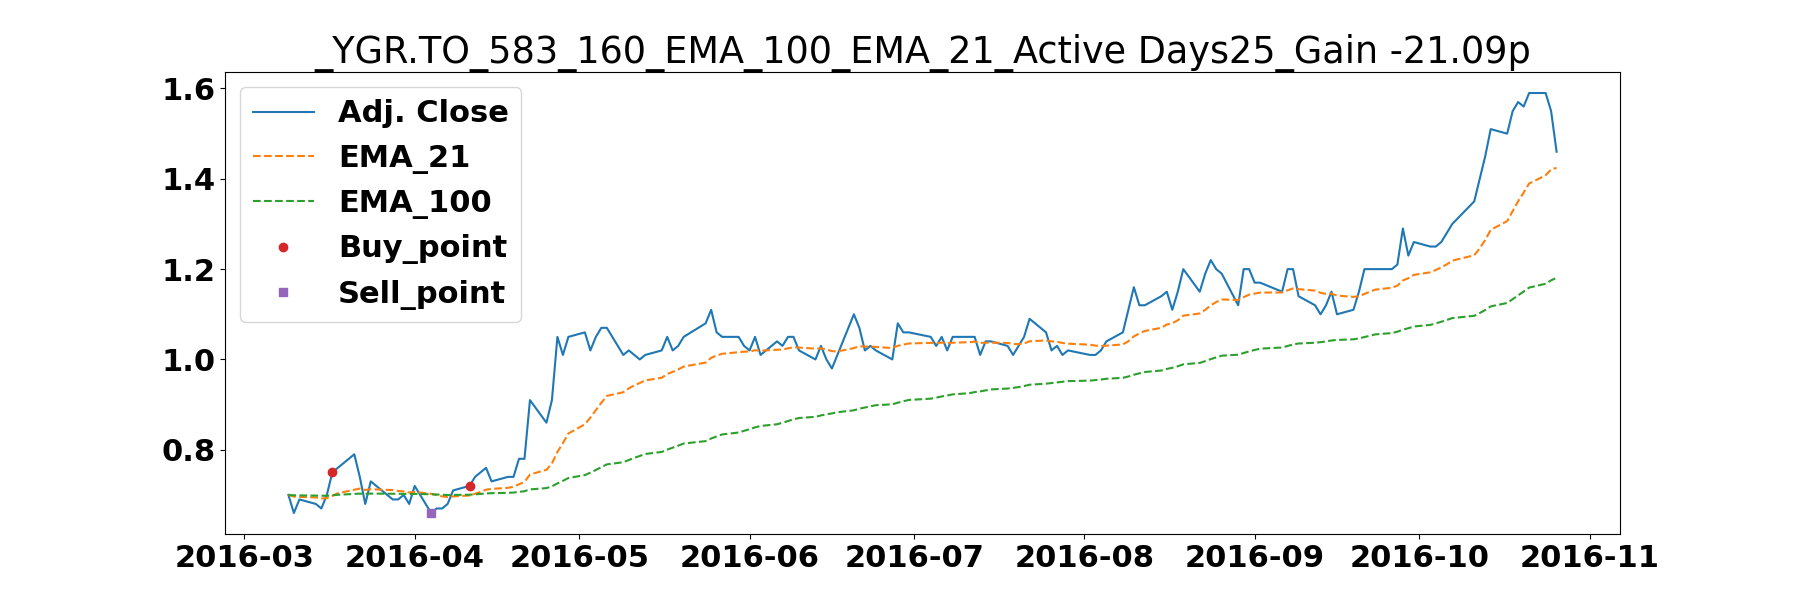 _YGR.TO_583_160_EMA_100_EMA_21_Active Days25_Gain -21.09p
1.6
1.4
1.2
1.0
0.8
Adj. Close
EMA_21
EMA_100
Buy_point
Sell_point
2016-03 2016-04 2016-05 2016-06 2016-07 2016-08 2016-09 2016-10 2016-11